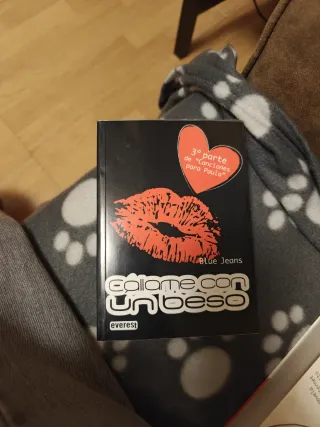 3ª parte
de "Canciones
para Paula"
Blue Jeans
Cállame con
un beso
everest